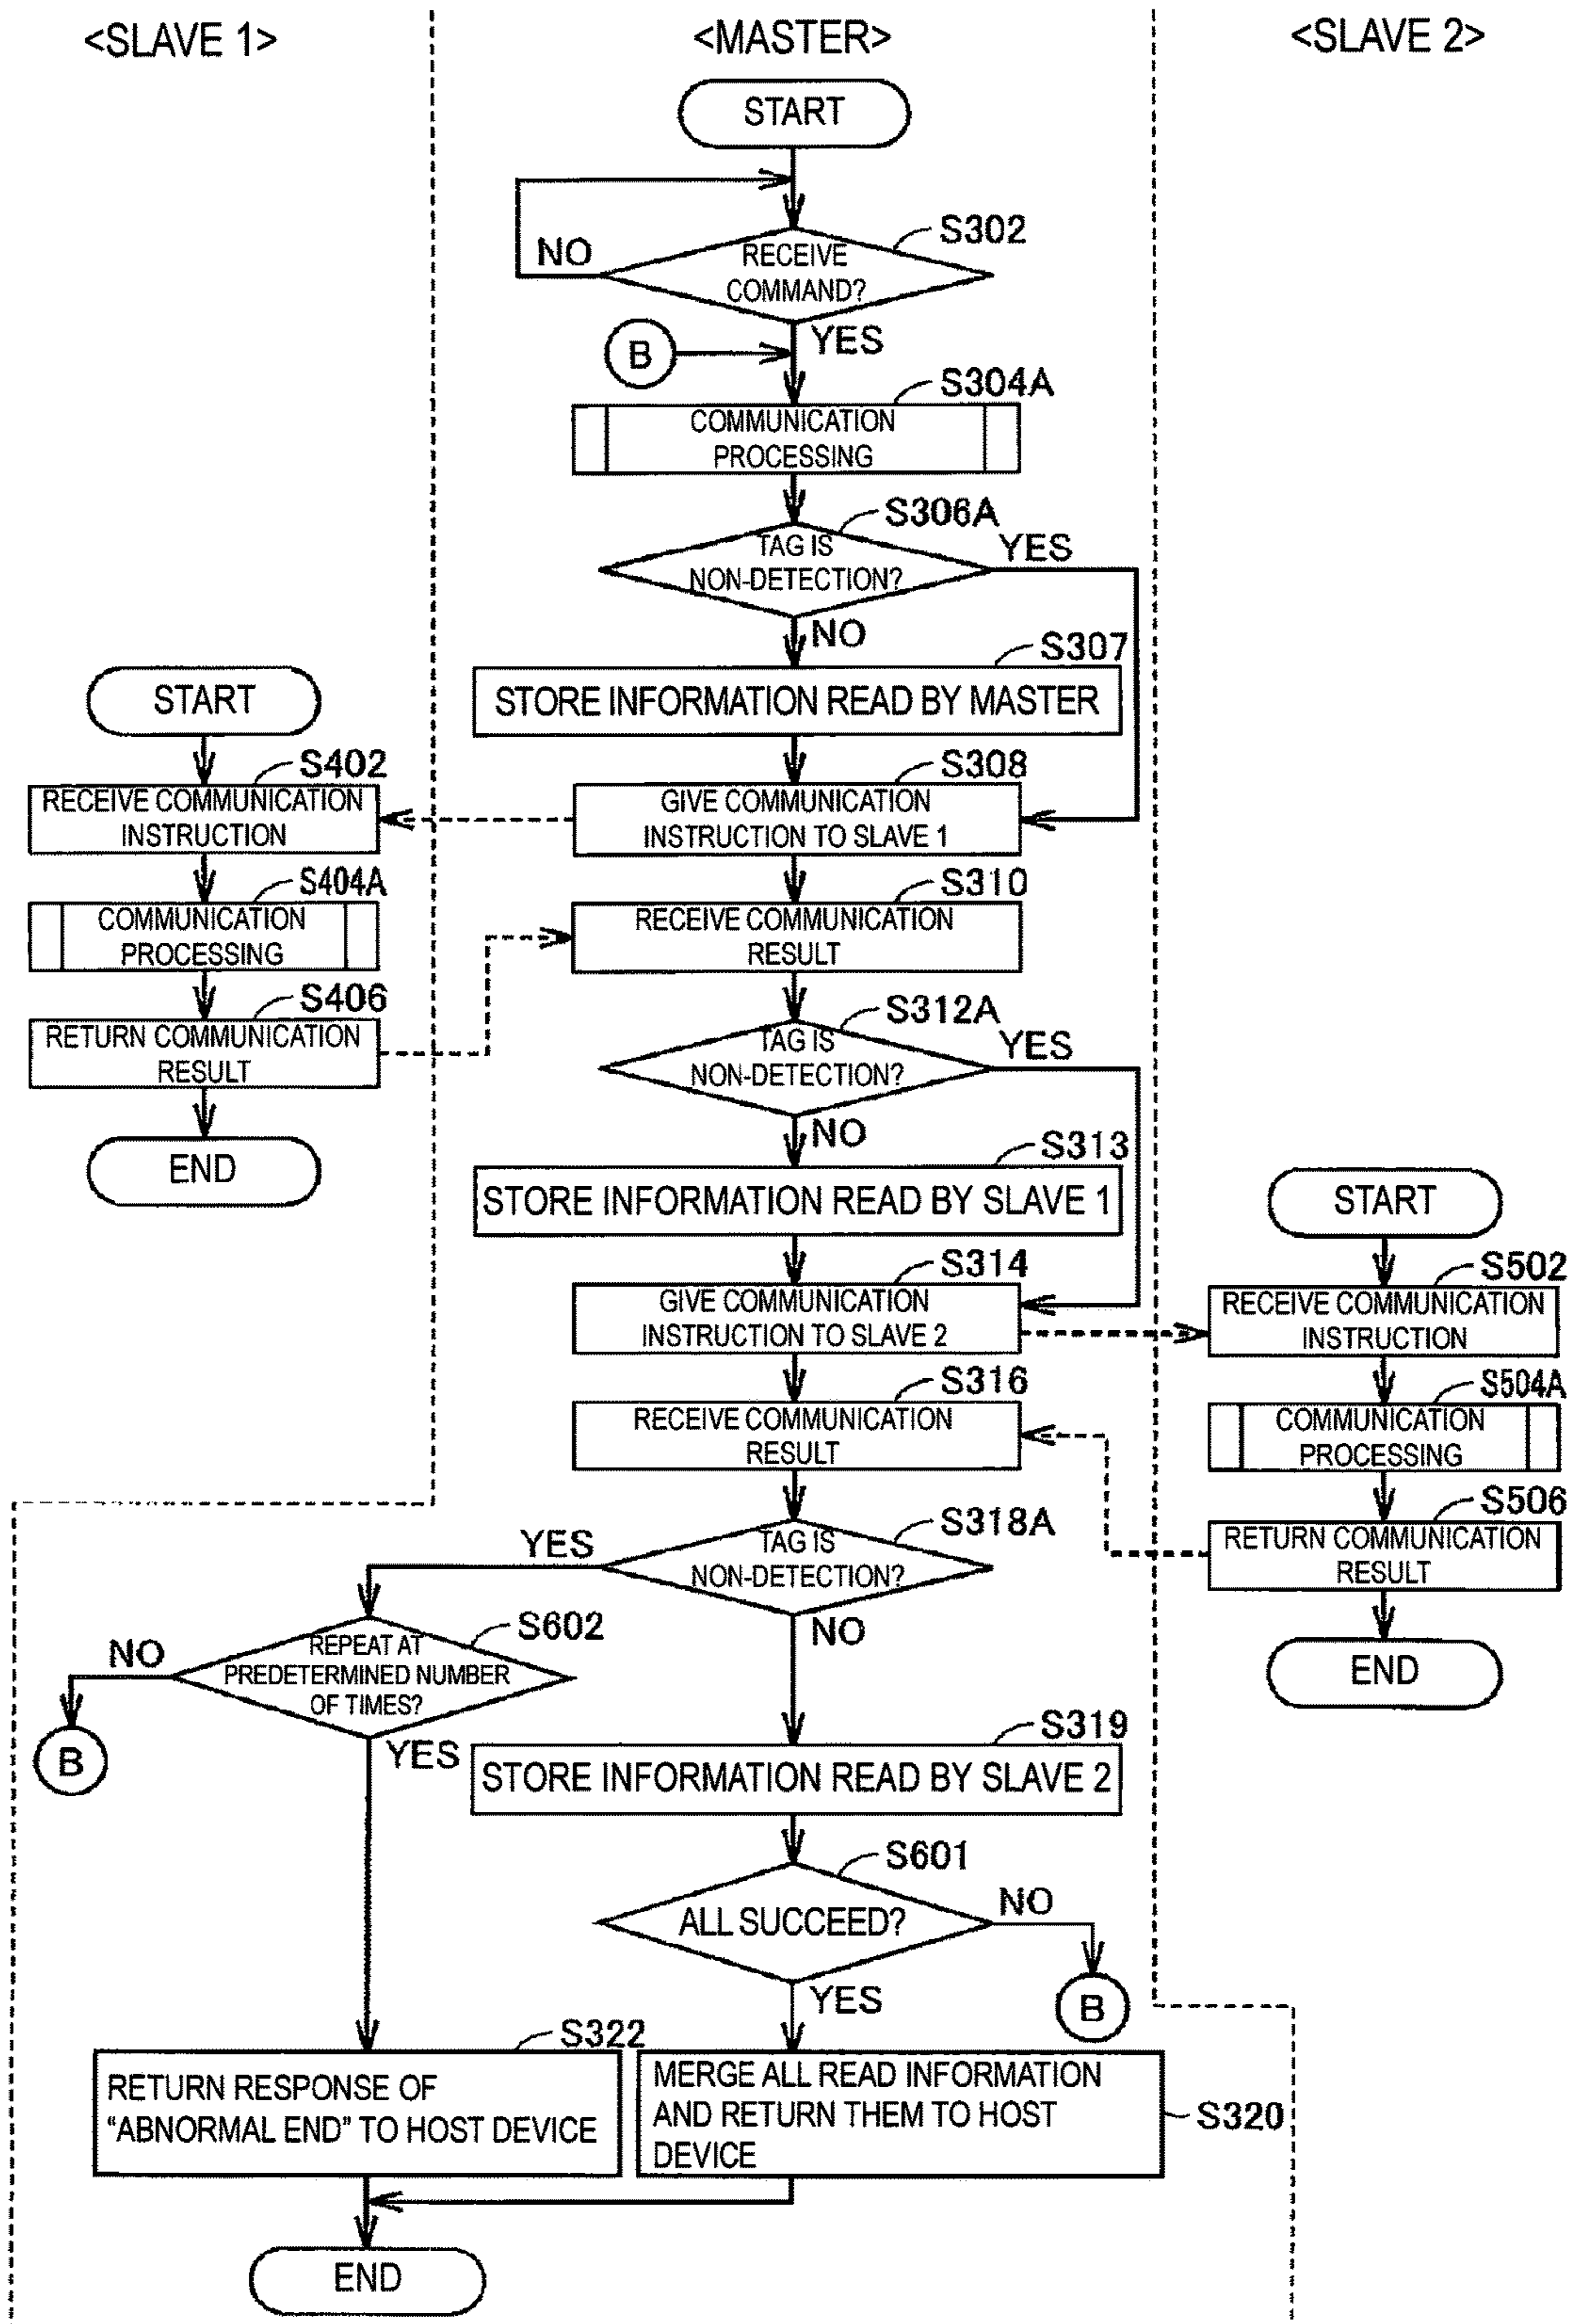 <SLAVE 1>
<MASTER>
<SLAVE 2>
START
S302
NO
RECEIVE
COMMAND?
YES
B
S304A
COMMUNICATION
PROCESSING
S306A
TAG IS
NON-DETECTION?
YES
NO
S307
STORE INFORMATION READ BY MASTER
START
S402
RECEIVE COMMUNICATION
INSTRUCTION
S308
GIVE COMMUNICATION
INSTRUCTION TO SLAVE 1
S404A
COMMUNICATION
PROCESSING
S310
RECEIVE COMMUNICATION
RESULT
S406
RETURN COMMUNICATION
RESULT
END
S312A
TAG IS
NON-DETECTION?
YES
NO
S313
STORE INFORMATION READ BY SLAVE 1
START
S314
GIVE COMMUNICATION
INSTRUCTION TO SLAVE 2
S502
RECEIVE COMMUNICATION
INSTRUCTION
S316
RECEIVE COMMUNICATION
RESULT
S504A
COMMUNICATION
PROCESSING
S506
RETURN COMMUNICATION
RESULT
END
S318A
TAG IS
NON-DETECTION?
YES
NO
S602
REPEAT AT
PREDETERMINED NUMBER
OF TIMES?
NO
B
YES
S319
STORE INFORMATION READ BY SLAVE 2
S601
ALL SUCCEED?
NO
B
YES
S322
RETURN RESPONSE OF
“ABNORMAL END” TO HOST DEVICE
MERGE ALL READ INFORMATION
AND RETURN THEM TO HOST
DEVICE
S320
END